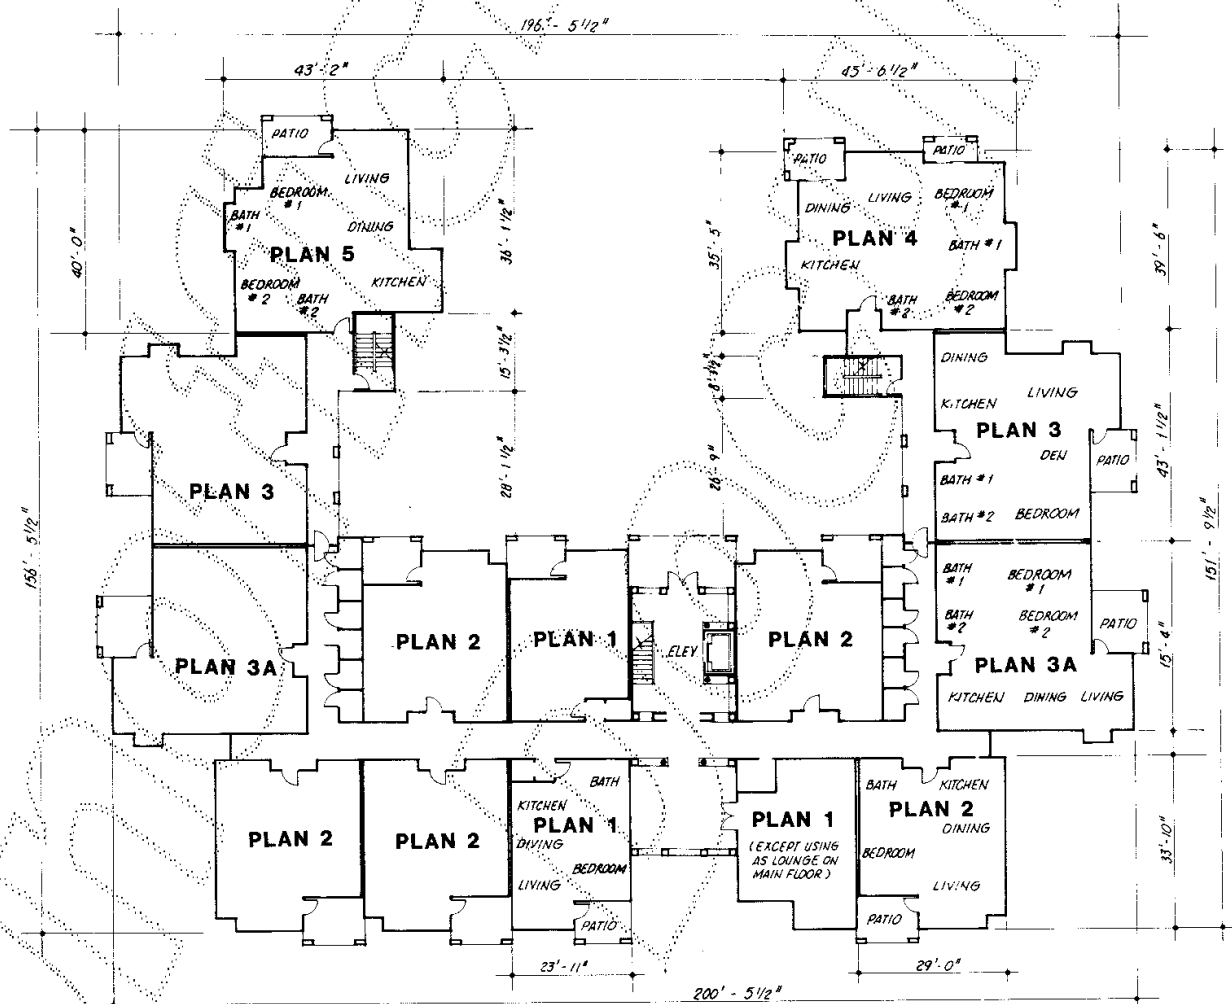 196'- 5 1/2"
43'- 2"
45'- 6 1/2"
PATIO
LIVING
BEDROOM
# 1
BATH
# 1
DINING
PLAN 5
BEDROOM
# 2
BATH
# 2
KITCHEN
40'- 0"
36'- 1 1/2"
15'- 3 1/2"
28'- 1 1/2"
156'- 5 1/2"
PATIO
PATIO
LIVING
BEDROOM
# 1
DINING
PLAN 4
BATH # 1
KITCHEN
BATH
# 2
BEDROOM
# 2
35'- 5"
8'- 1 1/2"
26'- 9"
39'- 6"
43'- 1 1/2"
15'- 4"
33'- 10"
151'- 9 1/2"
PLAN 3
DINING
LIVING
KITCHEN
PLAN 3
DEN
PATIO
BATH # 1
BATH # 2
BEDROOM
PLAN 3A
PLAN 2
PLAN 1
ELEV
PLAN 2
BATH
# 1
BEDROOM
# 1
BATH
# 2
BEDROOM
# 2
PATIO
PLAN 3A
KITCHEN
DINING
LIVING
PLAN 2
PLAN 2
BATH
KITCHEN
PLAN 1
DIVING
BEDROOM
LIVING
PATIO
PLAN 1
(EXCEPT USING
AS LOUNGE ON
MAIN FLOOR)
BATH
KITCHEN
PLAN 2
DINING
BEDROOM
LIVING
PATIO
23'- 11"
29'- 0"
200' - 5 1/2"